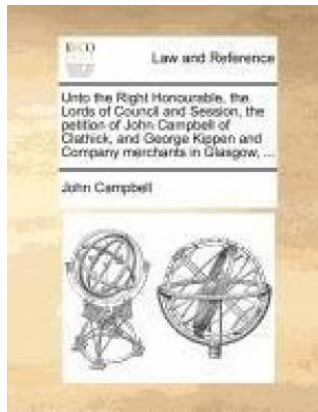 ECCO
Law and Reference
Unto the Right Honourable, the
Lords of Council and Session, the
petition of John Campbell of
Clathick, and George Kippen and
Company merchants in Glasgow, ...
John Campbell